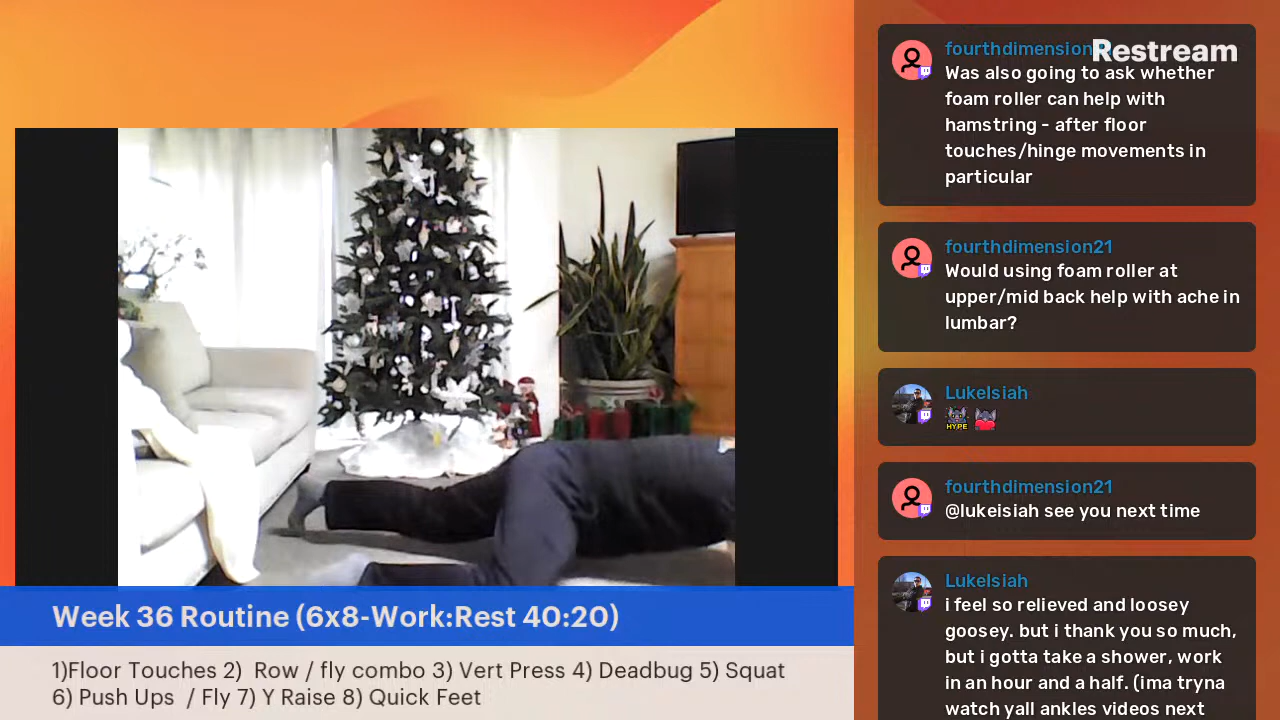 fourthdimension
Restream
Was also going to ask whether
foam roller can help with
hamstring - after floor
touches/hinge movements in
particular
fourthdimension21
Would using foam roller at
upper/mid back help with ache in
lumbar?
LukeIsiah
HYPE
fourthdimension21
@lukeisiah see you next time
LukeIsiah
i feel so relieved and loosey
goosey. but i thank you so much,
but i gotta take a shower, work
in an hour and a half. (ima tryna
watch yall ankles videos next
Week 36 Routine (6x8-Work:Rest 40:20)
1)Floor Touches 2) Row / fly combo 3) Vert Press 4) Deadbug 5) Squat
6) Push Ups / Fly 7) Y Raise 8) Quick Feet